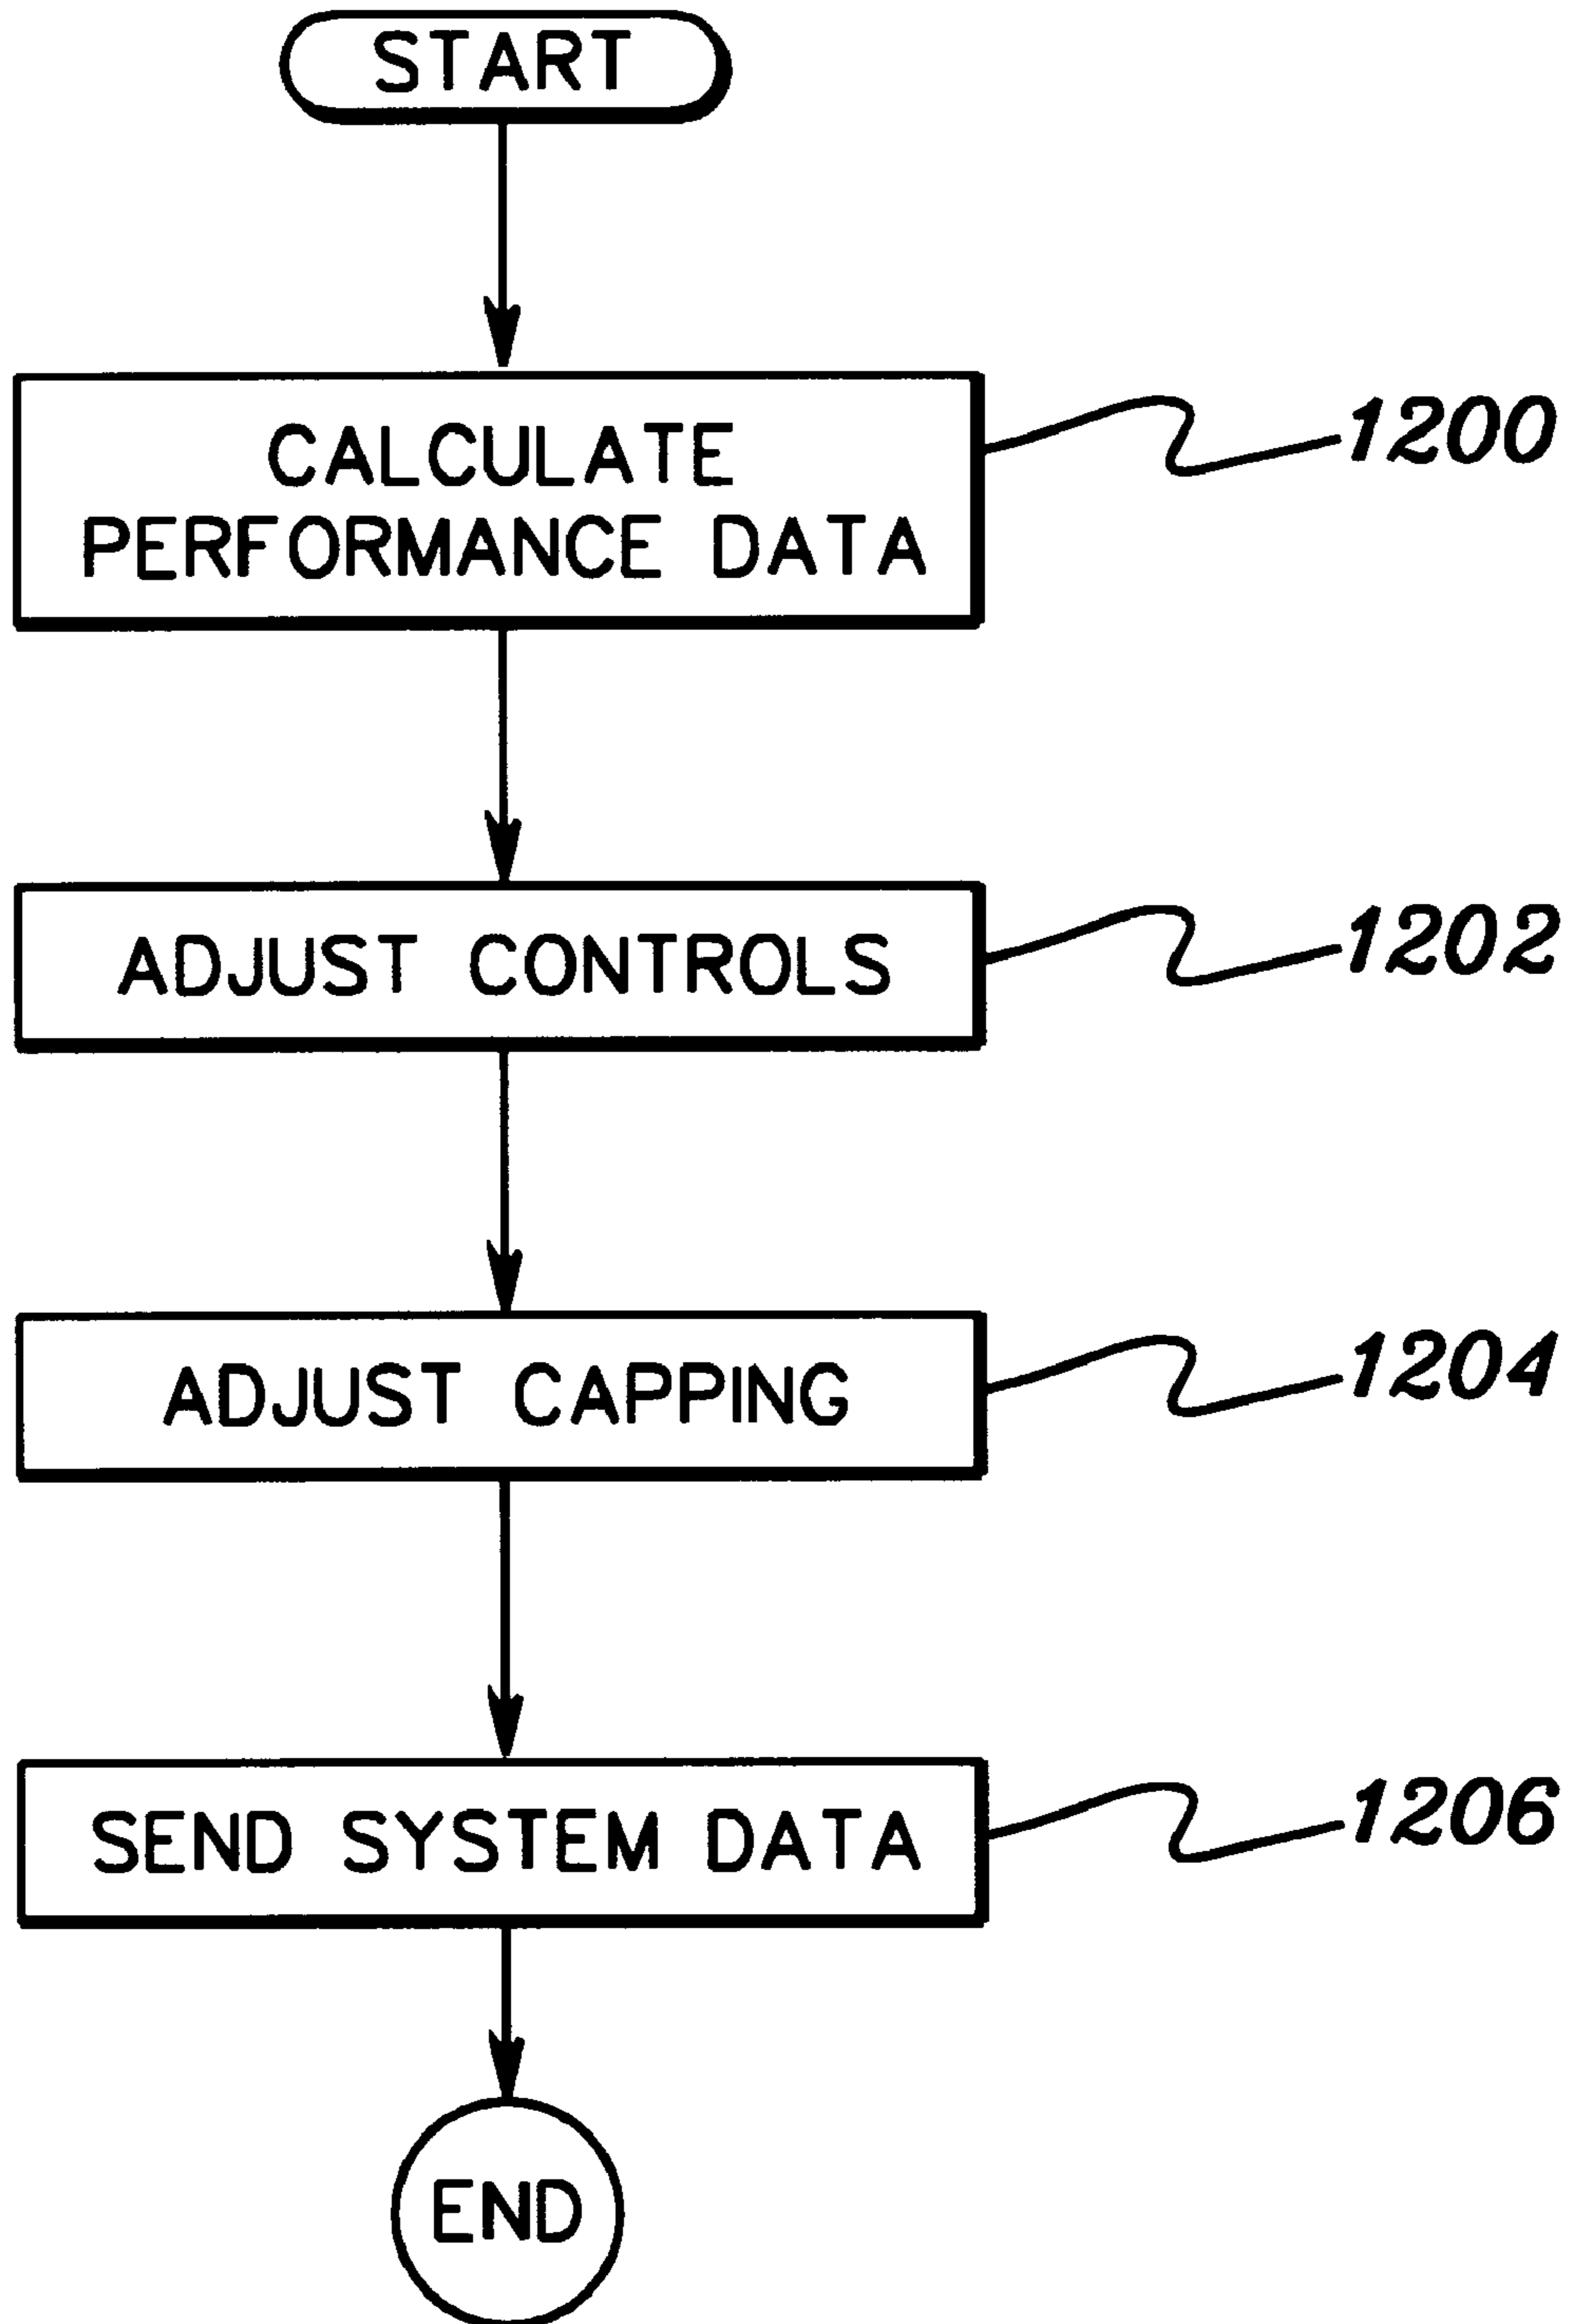 START
CALCULATE
PERFORMANCE DATA
1200
ADJUST CONTROLS
1202
ADJUST CAPPING
1204
SEND SYSTEM DATA
1206
END